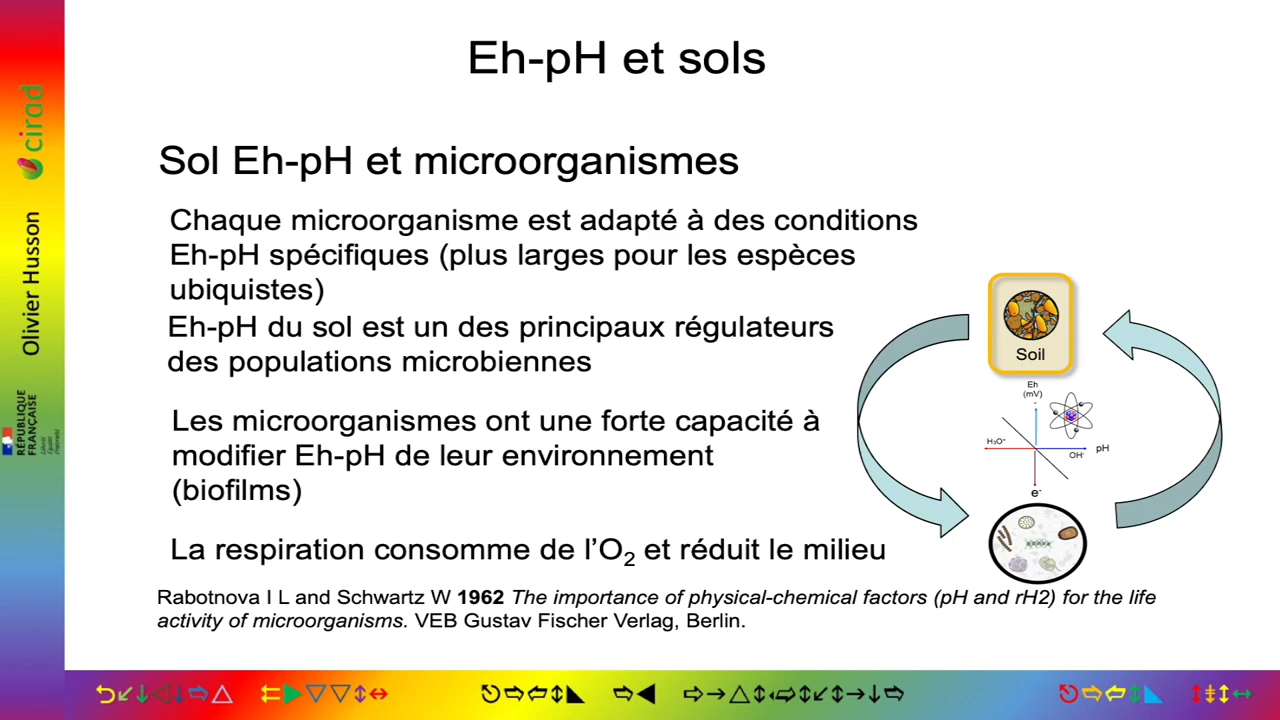 Eh-pH et sols
cirad
Olivier Husson
RÉPUBLIQUE
FRANÇAISE
Liberté
Égalité
Fraternité
Sol Eh-pH et microorganismes
Chaque microorganisme est adapté à des conditions
Eh-pH spécifiques (plus larges pour les espèces
ubiquistes)
Eh-pH du sol est un des principaux régulateurs
des populations microbiennes
Les microorganismes ont une forte capacité à
modifier Eh-pH de leur environnement
(biofilms)
La respiration consomme de l’O₂ et réduit le milieu
Soil
Eh
(mV)
-
H₃O⁺
pH
OH⁻
e⁻
Rabotnova I L and Schwartz W 1962 The importance of physical-chemical factors (pH and rH2) for the life
activity of microorganisms. VEB Gustav Fischer Verlag, Berlin.